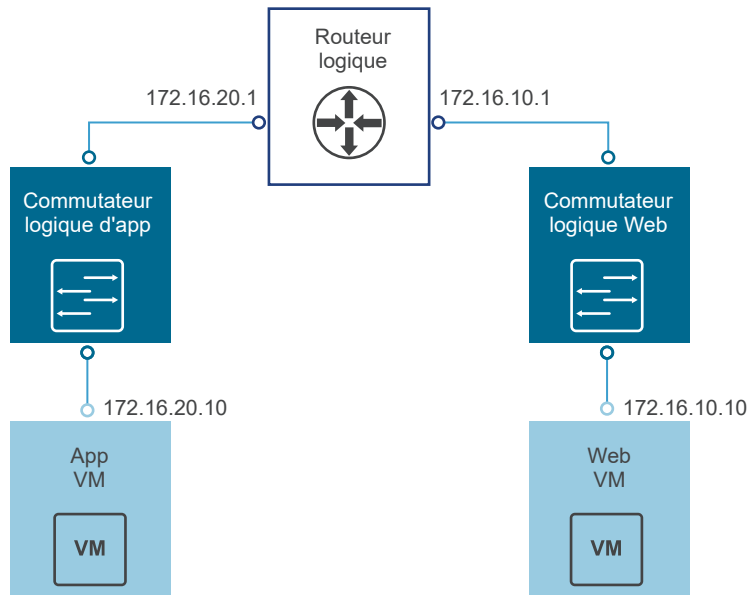 Routeur
logique
172.16.20.1
172.16.10.1
Commutateur
logique d'app
Commutateur
logique Web
172.16.20.10
172.16.10.10
App
VM
VM
Web
VM
VM